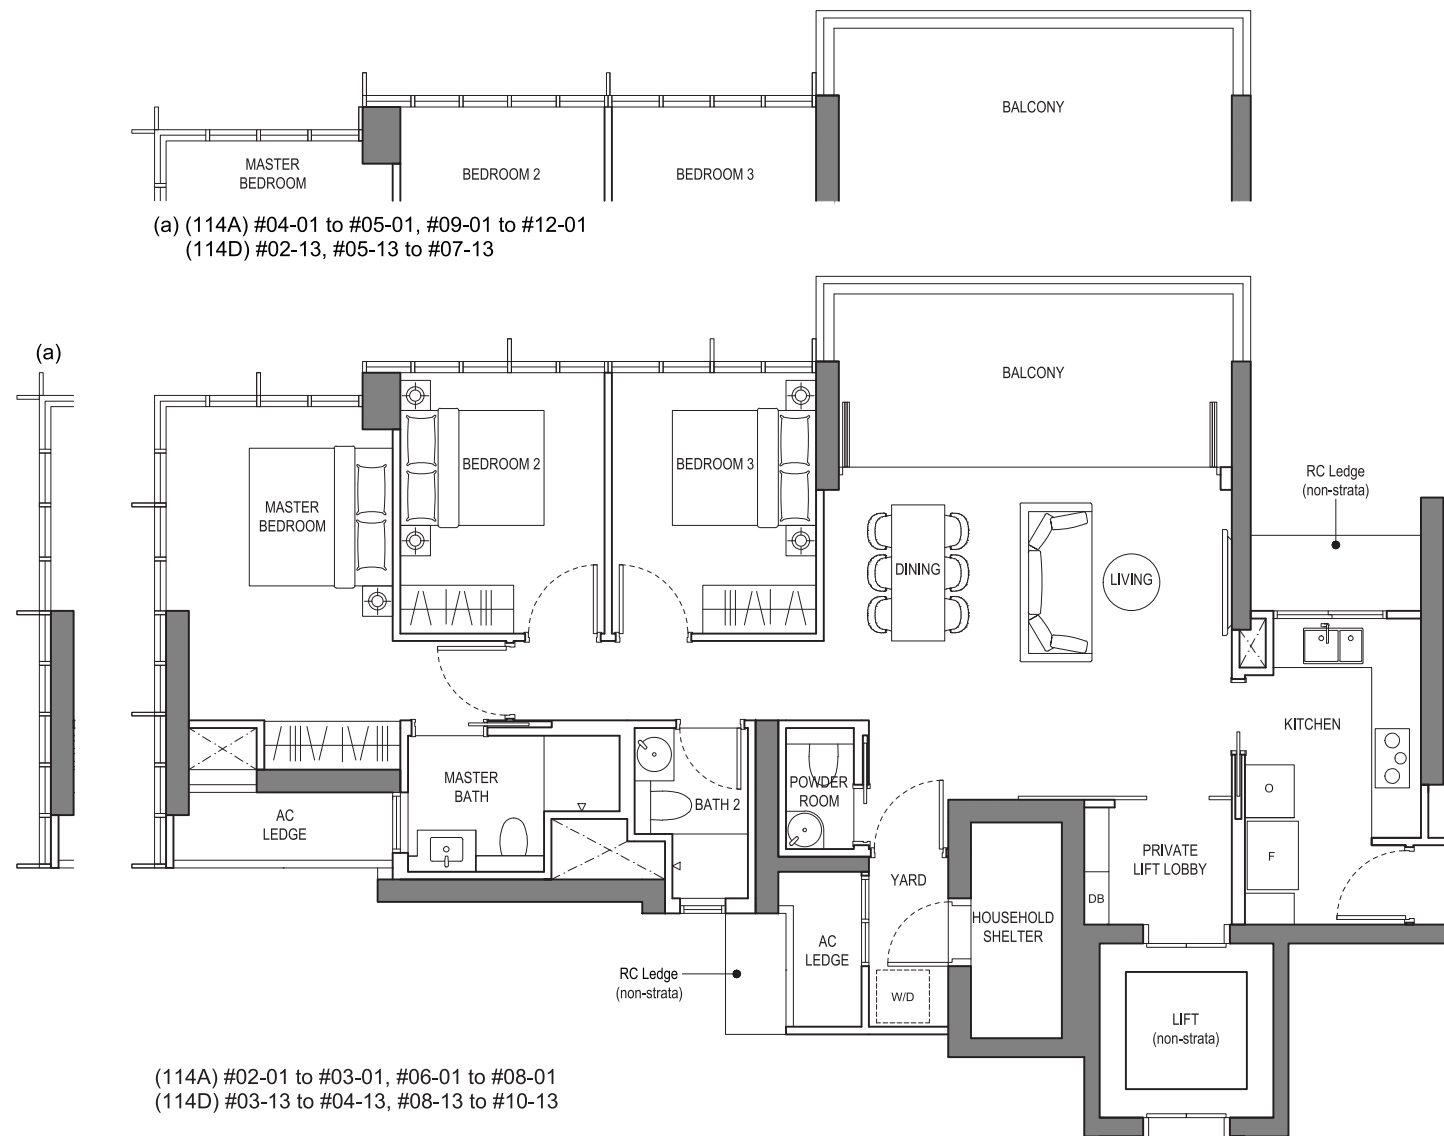 BALCONY
MASTER
BEDROOM
BEDROOM 2
BEDROOM 3
(a) (114A) #04-01 to #05-01, #09-01 to #12-01
(114D) #02-13, #05-13 to #07-13
(a)
BALCONY
BEDROOM 2
BEDROOM 3
RC Ledge
(non-strata)
MASTER
BEDROOM
DINING
LIVING
KITCHEN
MASTER
BATH
BATH 2
POWDER
ROOM
AC
LEDGE
PRIVATE
LIFT LOBBY
F
YARD
DB
HOUSEHOLD
SHELTER
AC
LEDGE
RC Ledge
(non-strata)
W/D
LIFT
(non-strata)
(114A) #02-01 to #03-01, #06-01 to #08-01
(114D) #03-13 to #04-13, #08-13 to #10-13
O